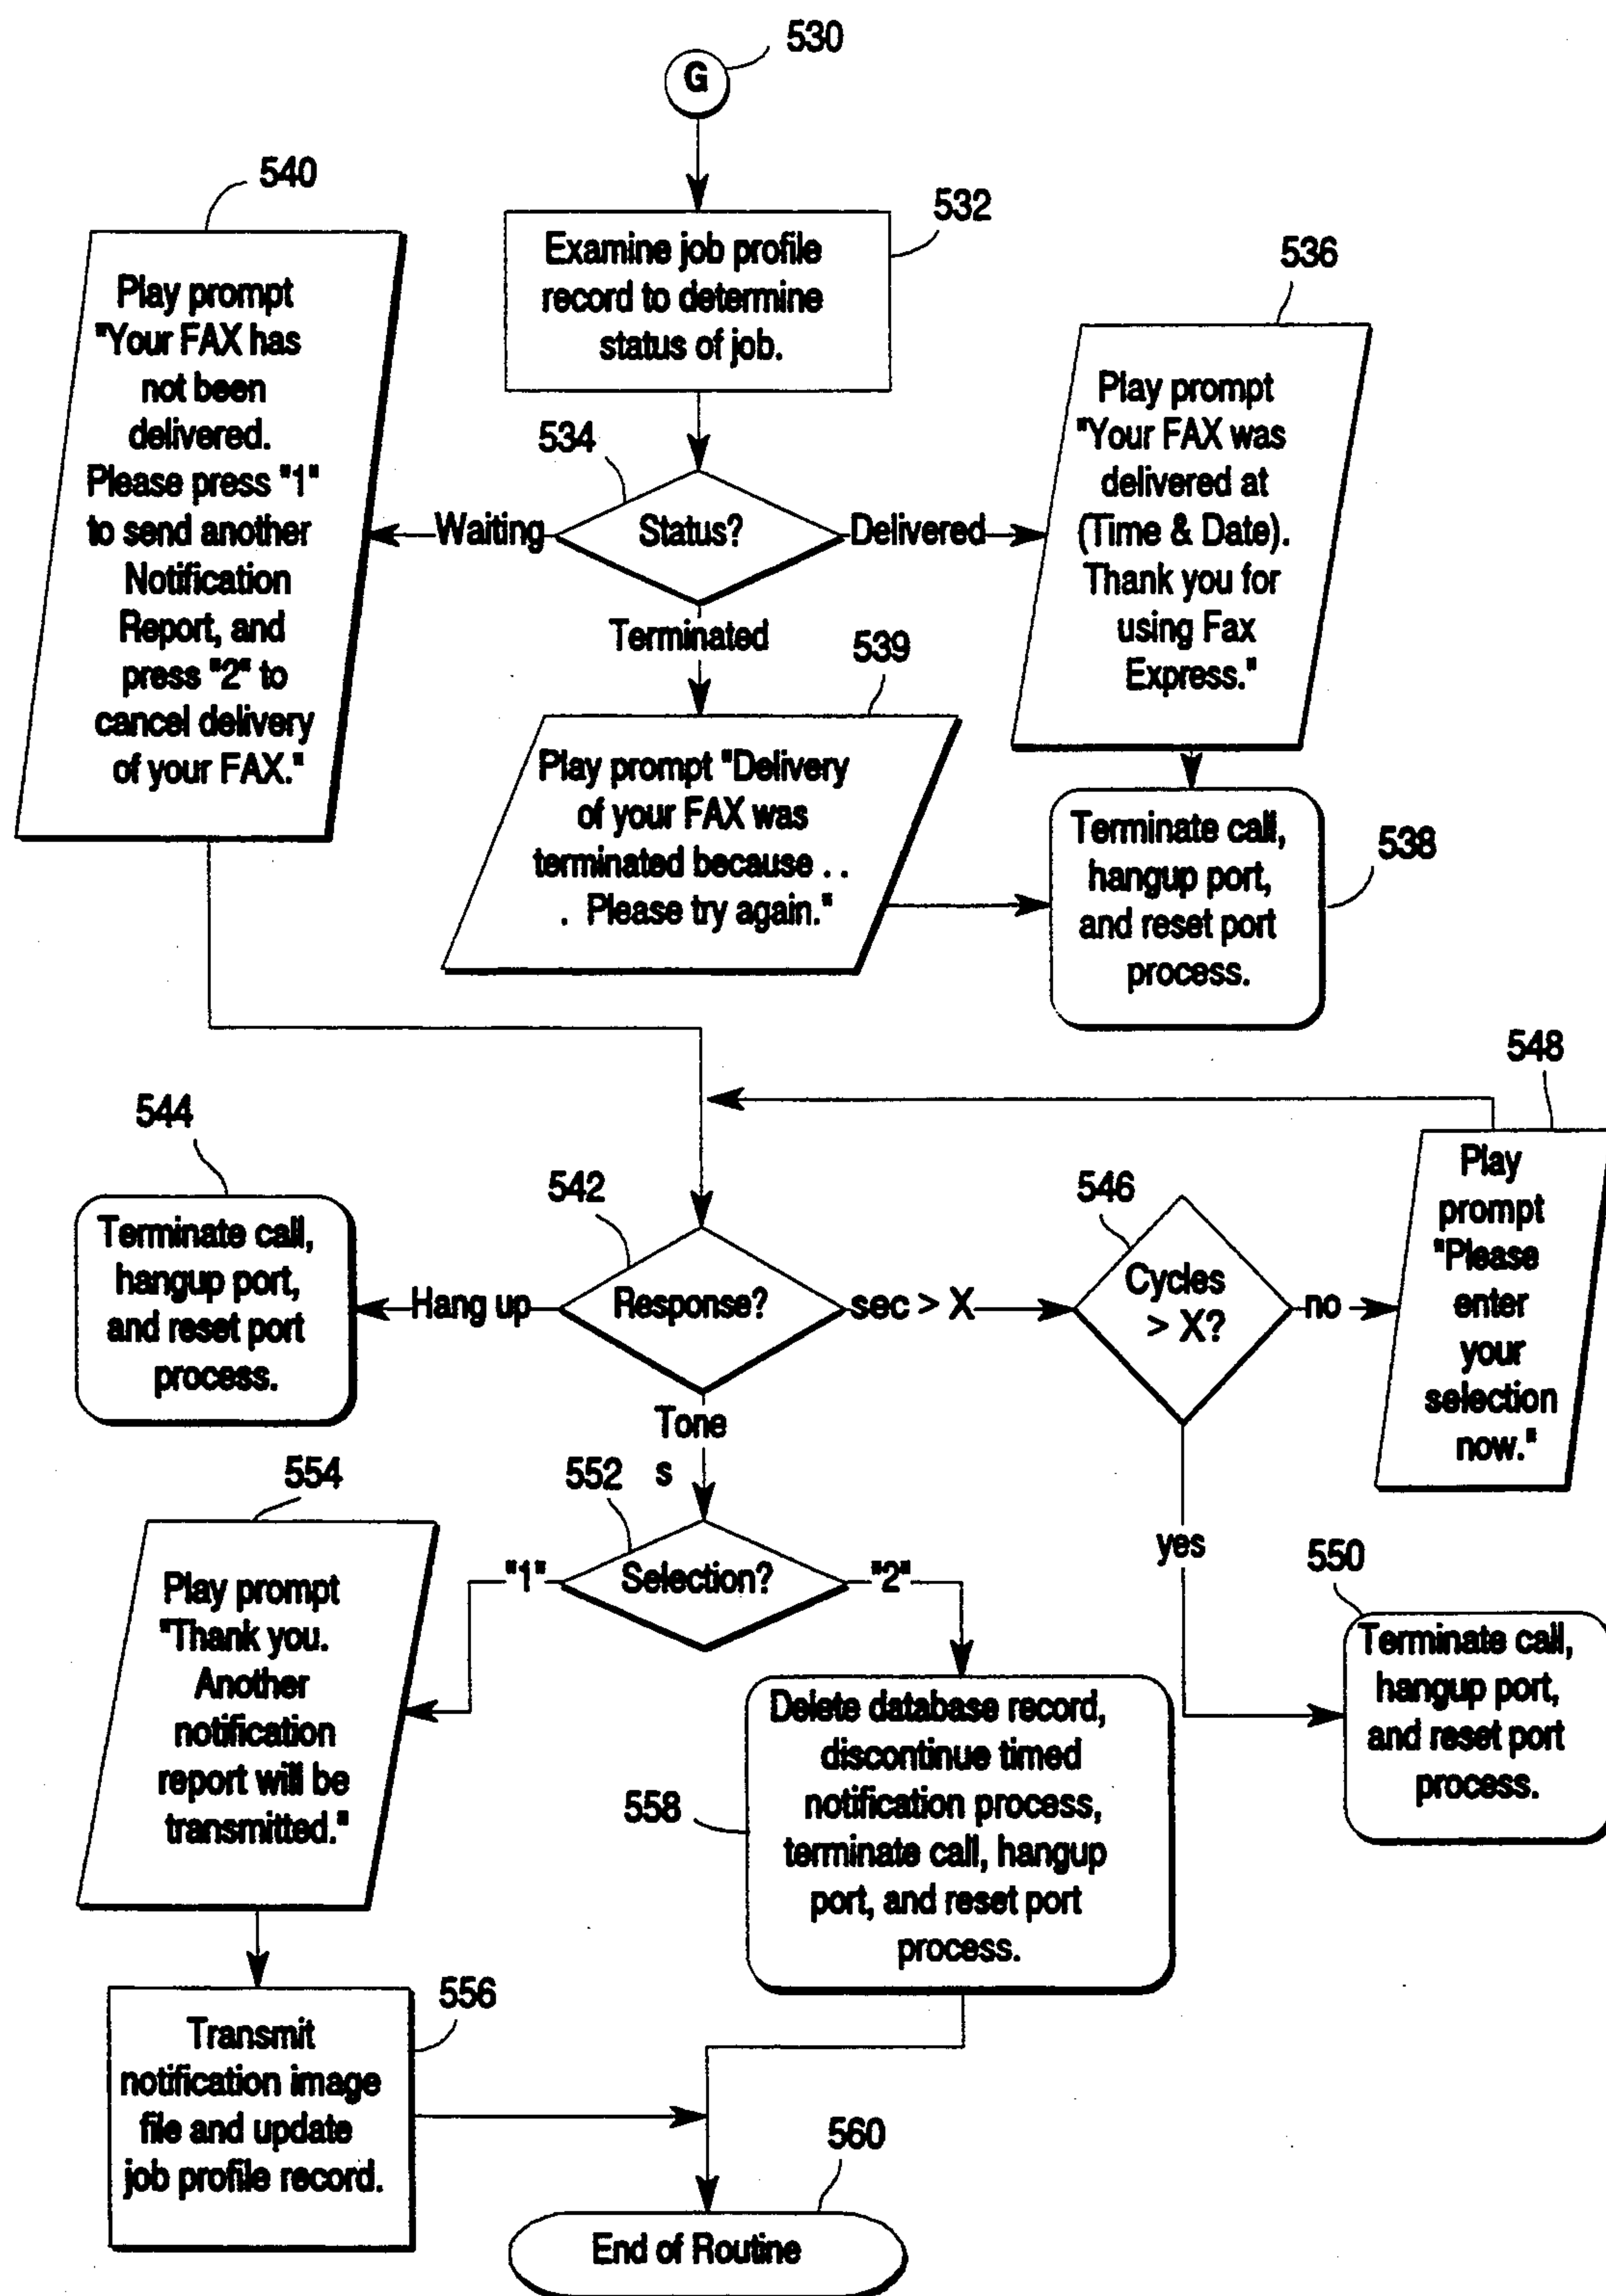 530
G
540
532
Examine job profile
record to determine
status of job.
536
Play prompt
"Your FAX has
not been
delivered.
Please press "1"
to send another
Notification
Report, and
press "2" to
cancel delivery
of your FAX."
534
Waiting
Status?
Delivered
Terminated
Play prompt
"Your FAX was
delivered at
(Time & Date).
Thank you for
using Fax
Express."
539
Play prompt "Delivery
of your FAX was
terminated because . .
. Please try again."
Terminate call,
hangup port,
and reset port
process.
538
548
544
Terminate call,
hangup port,
and reset port
process.
542
Hang up
Response?
sec > X
546
Cycles
> X?
no
Play
prompt
"Please
enter
your
selection
now."
Tone
s
yes
554
552
"1"
Selection?
"2"
550
Terminate call,
hangup port,
and reset port
process.
Play prompt
"Thank you.
Another
notification
report will be
transmitted."
558
Delete database record,
discontinue timed
notification process,
terminate call, hangup
port, and reset port
process.
556
Transmit
notification image
file and update
job profile record.
560
End of Routine